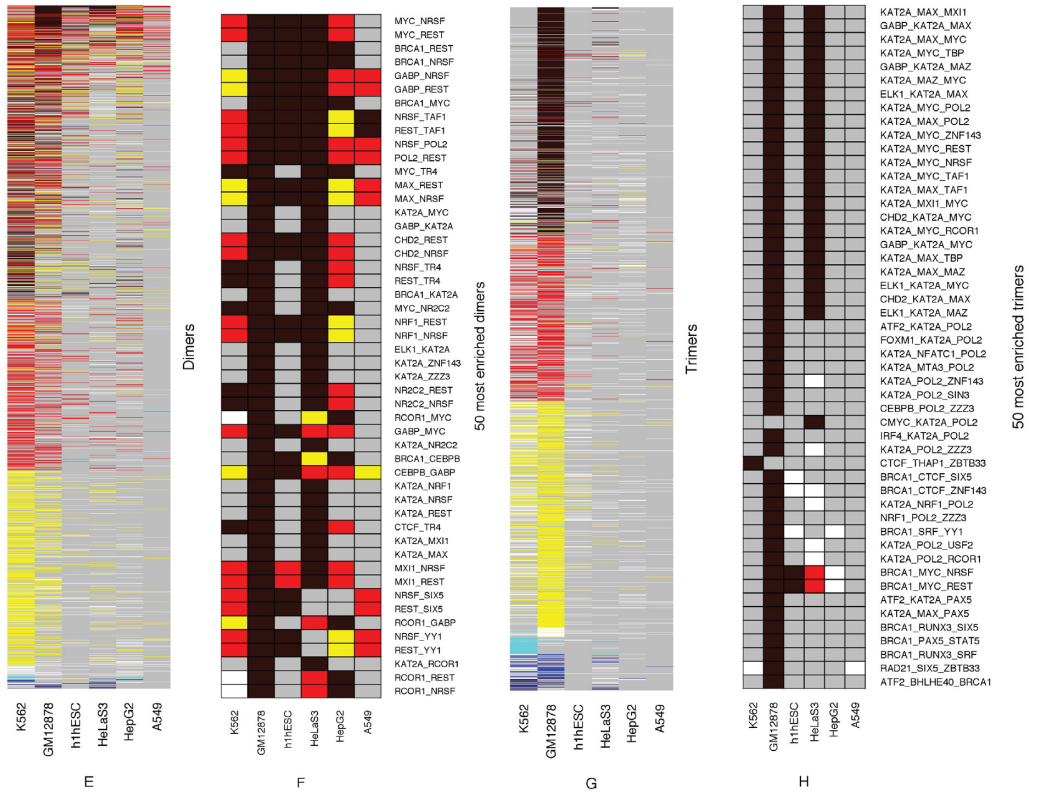 Dimers
K562
GM12878
h1hESC
HeLaS3
HepG2
A549
E
MYC_NRSF
MYC_REST
BRCA1_REST
BRCA1_NRSF
GABP_NRSF
GABP_REST
BRCA1_MYC
NRSF_TAF1
REST_TAF1
NRSF_POL2
POL2_REST
MYC_TR4
MAX_REST
MAX_NRSF
KAT2A_MYC
GABP_KAT2A
CHD2_REST
CHD2_NRSF
NRSF_TR4
REST_TR4
BRCA1_KAT2A
MYC_NR2C2
NRF1_REST
NRF1_NRSF
ELK1_KAT2A
KAT2A_ZNF143
KAT2A_ZZZ3
NR2C2_REST
NR2C2_NRSF
RCOR1_MYC
GABP_MYC
KAT2A_NR2C2
BRCA1_CEBPB
CEBPB_GABP
KAT2A_NRF1
KAT2A_NRSF
KAT2A_REST
CTCF_TR4
KAT2A_MXI1
KAT2A_MAX
MXI1_NRSF
MXI1_REST
NRSF_SIX5
REST_SIX5
RCOR1_GABP
NRSF_YY1
REST_YY1
KAT2A_RCOR1
RCOR1_REST
RCOR1_NRSF
50 most enriched dimers
K562
GM12878
h1hESC
HeLaS3
HepG2
A549
F
Trimers
K562
GM12878
h1hESC
HeLaS3
HepG2
A549
G
KAT2A_MAX_MXI1
GABP_KAT2A_MAX
KAT2A_MAX_MYC
KAT2A_MYC_TBP
GABP_KAT2A_MAZ
KAT2A_MAZ_MYC
ELK1_KAT2A_MAX
KAT2A_MYC_POL2
KAT2A_MAX_POL2
KAT2A_MYC_ZNF143
KAT2A_MYC_REST
KAT2A_MYC_NRSF
KAT2A_MYC_TAF1
KAT2A_MAX_TAF1
KAT2A_MXI1_MYC
CHD2_KAT2A_MYC
KAT2A_MYC_RCOR1
GABP_KAT2A_MYC
KAT2A_MAX_TBP
KAT2A_MAX_MAZ
ELK1_KAT2A_MYC
CHD2_KAT2A_MAX
ELK1_KAT2A_MAZ
ATF2_KAT2A_POL2
FOXM1_KAT2A_POL2
KAT2A_NFATC1_POL2
KAT2A_MTA3_POL2
KAT2A_POL2_ZNF143
KAT2A_POL2_SIN3
CEBPB_POL2_ZZZ3
CMYC_KAT2A_POL2
IRF4_KAT2A_POL2
KAT2A_POL2_ZZZ3
CTCF_THAP1_ZBTB33
BRCA1_CTCF_SIX5
BRCA1_CTCF_ZNF143
KAT2A_NRF1_POL2
NRF1_POL2_ZZZ3
BRCA1_SRF_YY1
KAT2A_POL2_USF2
KAT2A_POL2_RCOR1
BRCA1_MYC_NRSF
BRCA1_MYC_REST
ATF2_KAT2A_PAX5
KAT2A_MAX_PAX5
BRCA1_RUNX3_SIX5
BRCA1_PAX5_STAT5
BRCA1_RUNX3_SRF
RAD21_SIX5_ZBTB33
ATF2_BHLHE40_BRCA1
50 most enriched trimers
K562
GM12878
h1hESC
HeLaS3
HepG2
A549
H